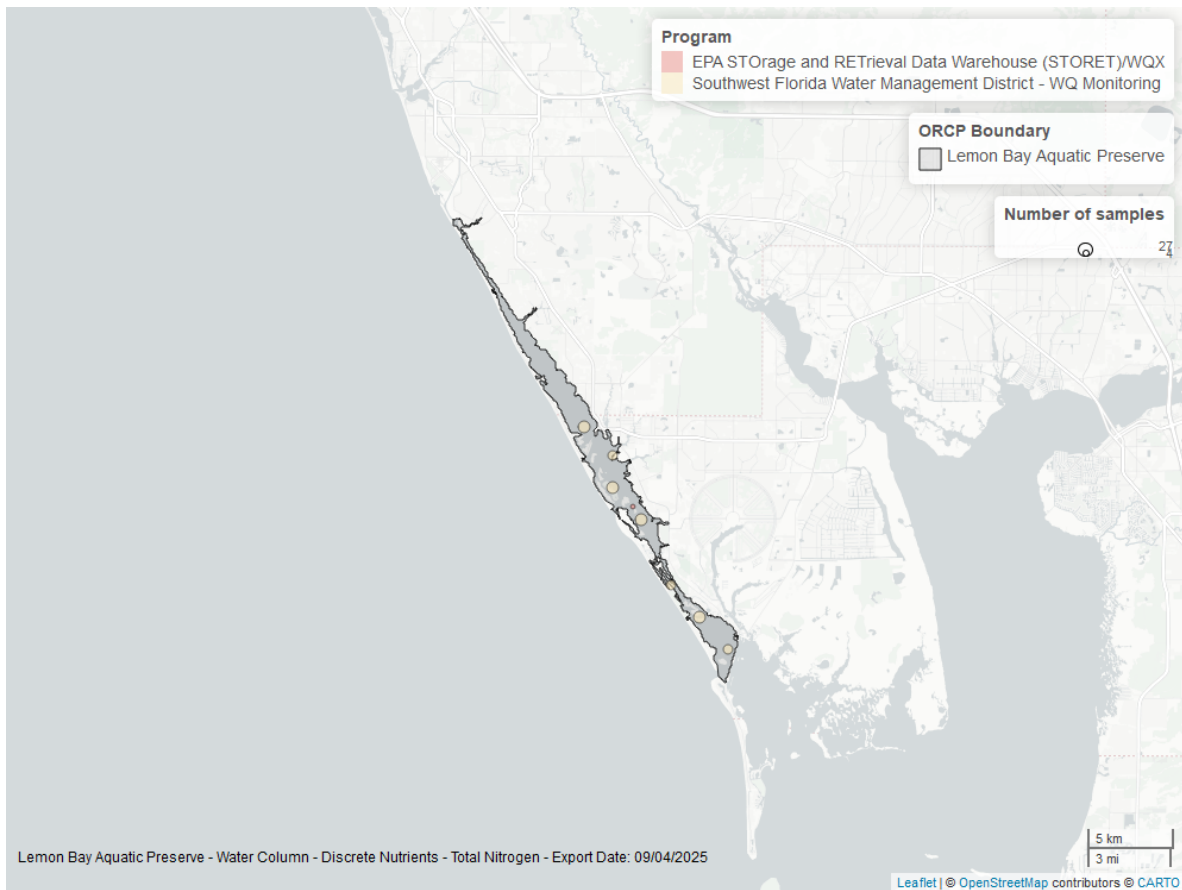 Program
EPA STOrage and RETrieval Data Warehouse (STORET)/WQX
Southwest Florida Water Management District - WQ Monitoring
ORCP Boundary
Lemon Bay Aquatic Preserve
Number of samples
27
4
5 km
3 mi
Lemon Bay Aquatic Preserve - Water Column - Discrete Nutrients - Total Nitrogen - Export Date: 09/04/2025
Leaflet | © OpenStreetMap contributors © CARTO